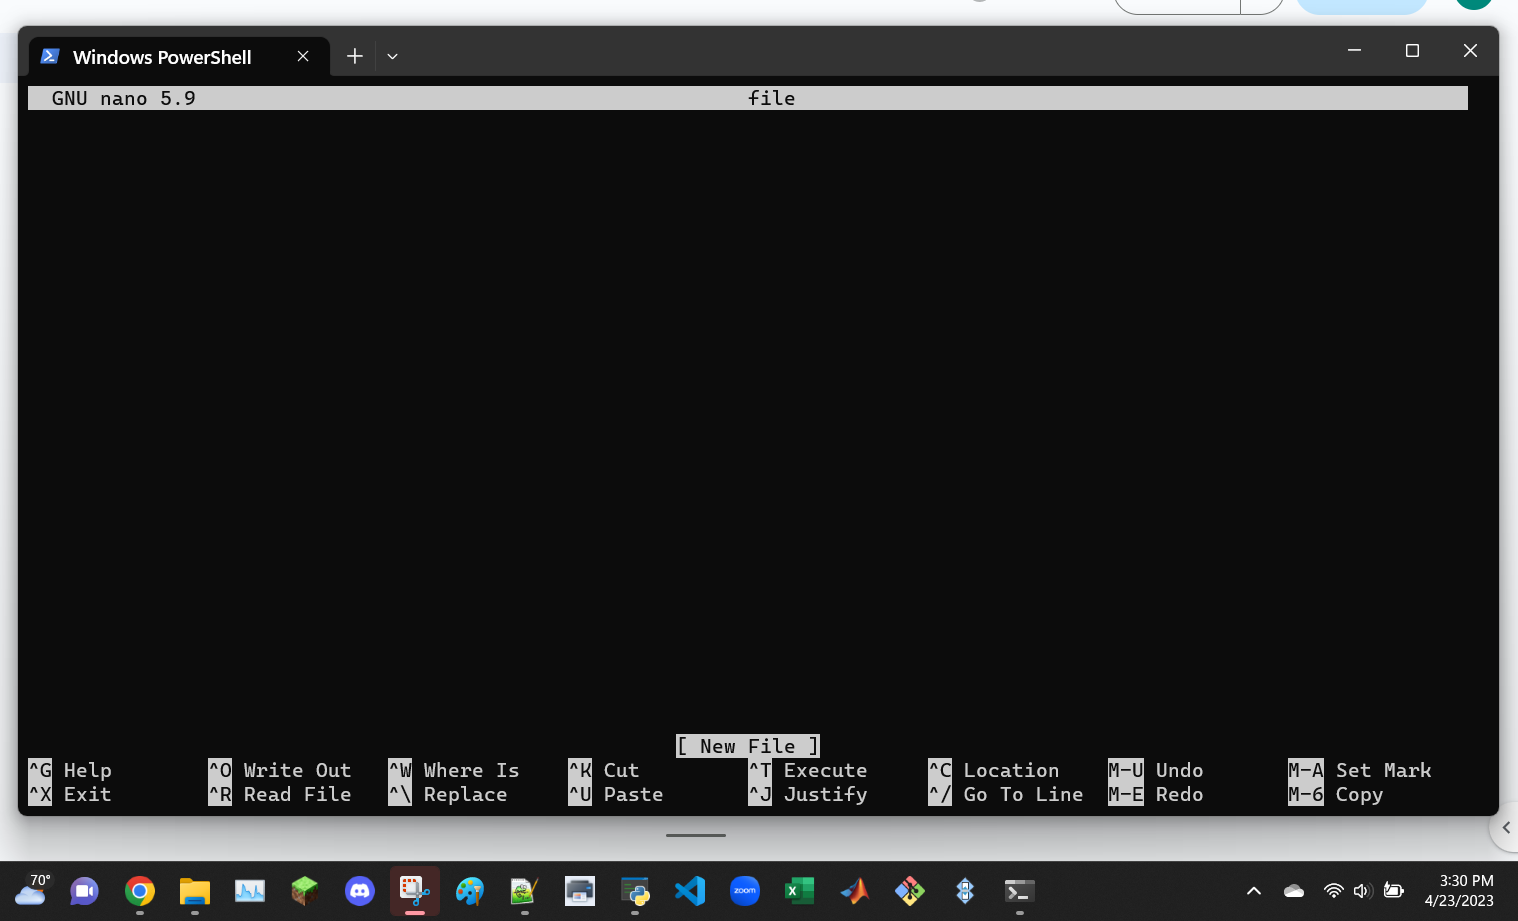 Windows PowerShell
GNU nano 5.9 file
[ New File ]
^G Help ^O Write Out ^W Where Is ^K Cut ^T Execute ^C Location M-U Undo M-A Set Mark
^X Exit ^R Read File ^\ Replace ^U Paste ^J Justify ^/ Go To Line M-E Redo M-6 Copy
70°
zoom
3:30 PM
4/23/2023